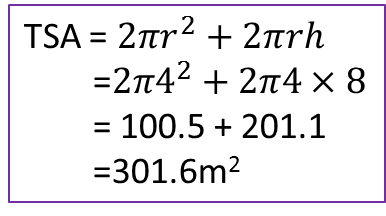 TSA = 2πr² + 2πrh
=2π4² + 2π4 × 8
= 100.5 + 201.1
=301.6m²